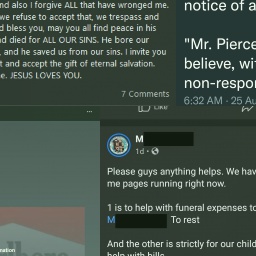 nd also I forgive ALL that have wronged me.
we refuse to accept that, we trespass and
d bless you, may you all find peace in his
nd died for ALL OUR SINS. He bore our
, and he saved us from our sins. I invite you
t and accept the gift of eternal salvation.
e. JESUS LOVES YOU.
7 Comments
notice of a
"Mr. Pierce
believe, wi
non-respo
6:32 AM · 25 Au
Like
M
1d ·
Please guys anything helps. We hav
me pages running right now.
1 is to help with funeral expenses to
M To rest
And the other is strictly for our child
help with bills